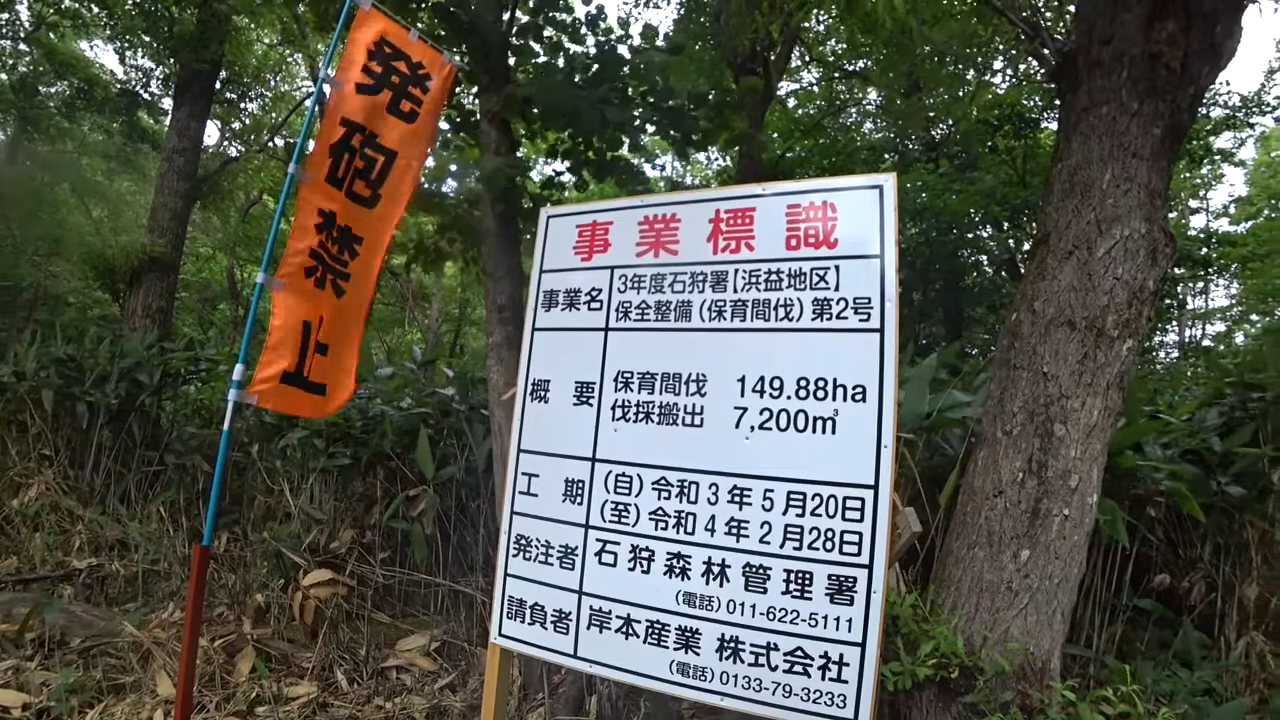 発砲禁止
事業標識
事業名
3年度石狩署【浜益地区】
保全整備(保育間伐)第2号
概要
保育間伐 149.88ha
伐採搬出 7,200㎥
工期
(自)令和3年5月20日
(至)令和4年2月28日
発注者
石狩森林管理署
(電話)011-622-5111
請負者
岸本産業 株式会社
(電話)0133-79-3233